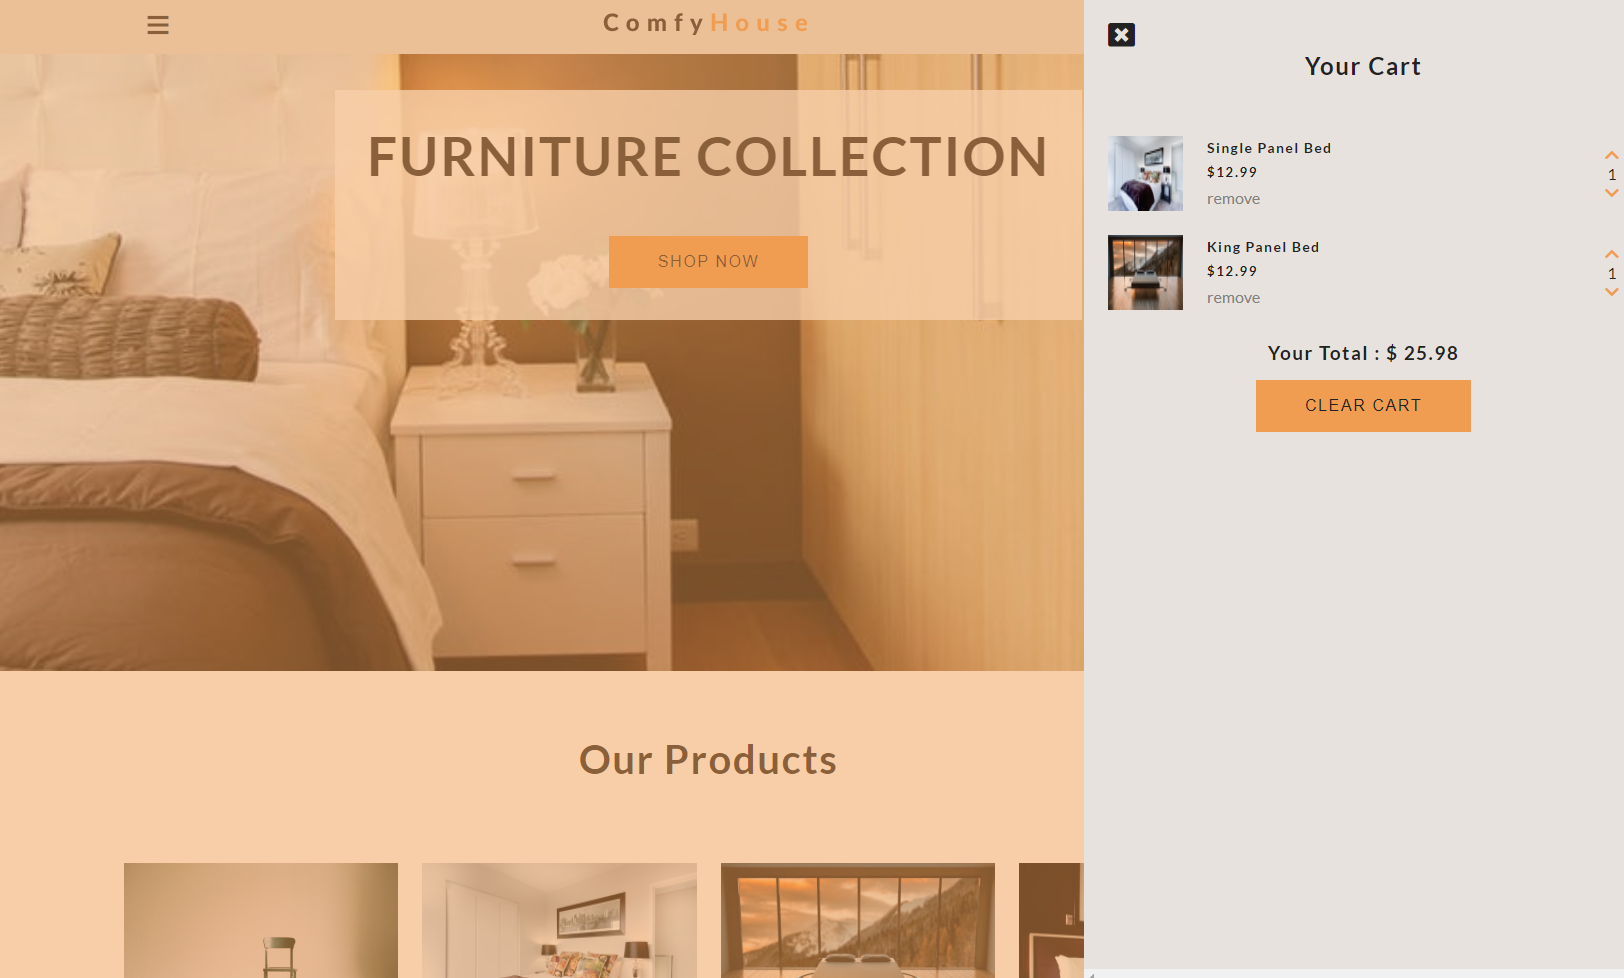 ComfyHouse
FURNITURE COLLECTION
SHOP NOW
Our Products
Your Cart
Single Panel Bed
$12.99
remove
1
King Panel Bed
$12.99
remove
1
Your Total : $ 25.98
CLEAR CART